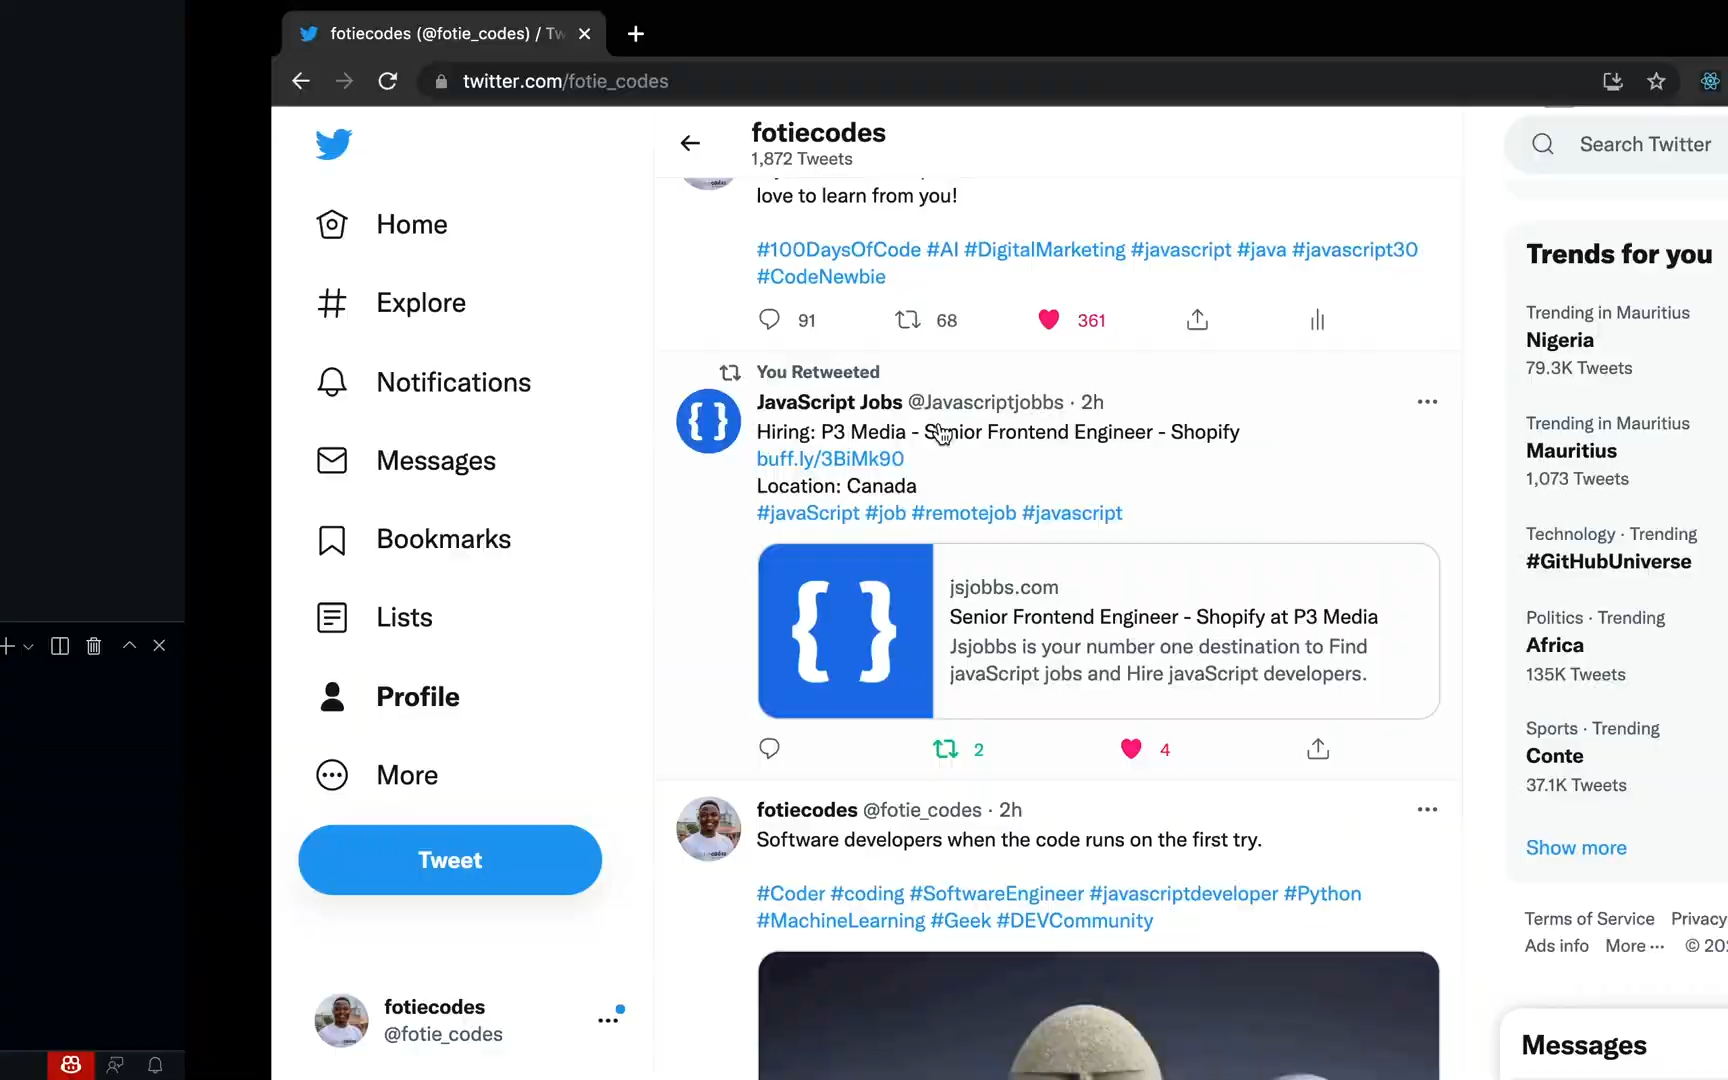 fotiecodes (@fotie_codes) / Tw
twitter.com/fotie_codes
fotiecodes
1,872 Tweets
Search Twitter
Home
Explore
Notifications
Messages
Bookmarks
Lists
Profile
More
Tweet
fotiecodes
@fotie_codes
love to learn from you!
#100DaysOfCode #AI #DigitalMarketing #javascript #java #javascript30
#CodeNewbie
91 68 361
You Retweeted
JavaScript Jobs @Javascriptjobbs · 2h
Hiring: P3 Media - Senior Frontend Engineer - Shopify
buff.ly/3BiMk90
Location: Canada
#javaScript #job #remotejob #javascript
jsjobbs.com
Senior Frontend Engineer - Shopify at P3 Media
Jsjobbs is your number one destination to Find
javaScript jobs and Hire javaScript developers.
2 4
fotiecodes @fotie_codes · 2h
Software developers when the code runs on the first try.
#Coder #coding #SoftwareEngineer #javascriptdeveloper #Python
#MachineLearning #Geek #DEVCommunity
Trends for you
Trending in Mauritius
Nigeria
79.3K Tweets
Trending in Mauritius
Mauritius
1,073 Tweets
Technology · Trending
#GitHubUniverse
Politics · Trending
Africa
135K Tweets
Sports · Trending
Conte
37.1K Tweets
Show more
Terms of Service Privacy
Ads info More ··· © 202
Messages